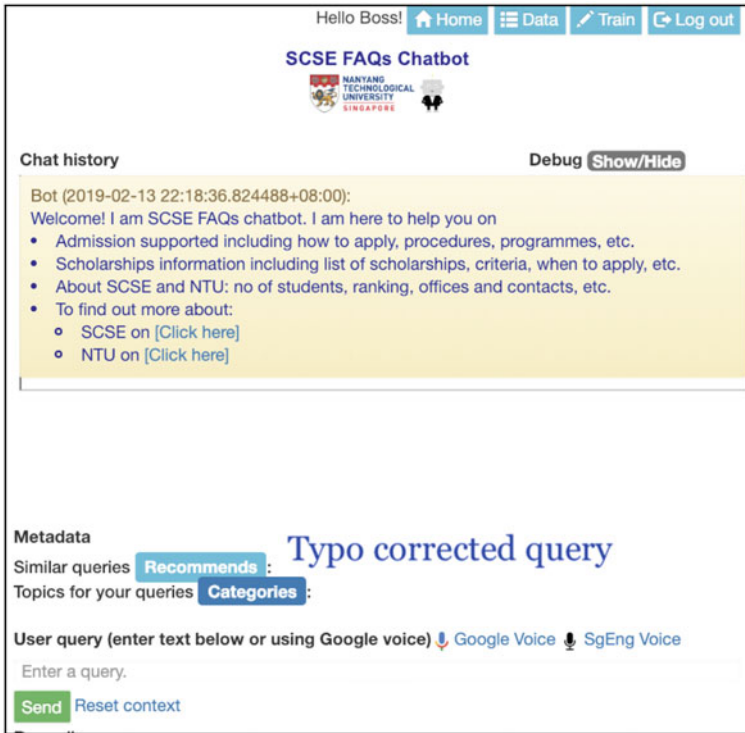 Hello Boss! Home Data Train Log out
SCSE FAQs Chatbot
NANYANG
TECHNOLOGICAL
UNIVERSITY
SINGAPORE
Chat history Debug Show/Hide
Bot (2019-02-13 22:18:36.824488+08:00):
Welcome! I am SCSE FAQs chatbot. I am here to help you on
• Admission supported including how to apply, procedures, programmes, etc.
• Scholarships information including list of scholarships, criteria, when to apply, etc.
• About SCSE and NTU: no of students, ranking, offices and contacts, etc.
• To find out more about:
SCSE on [Click here]
NTU on [Click here]
Metadata
Typo corrected query
Similar queries Recommends :
Topics for your queries Categories :
User query (enter text below or using Google voice) Google Voice SgEng Voice
Enter a query.
Send Reset context